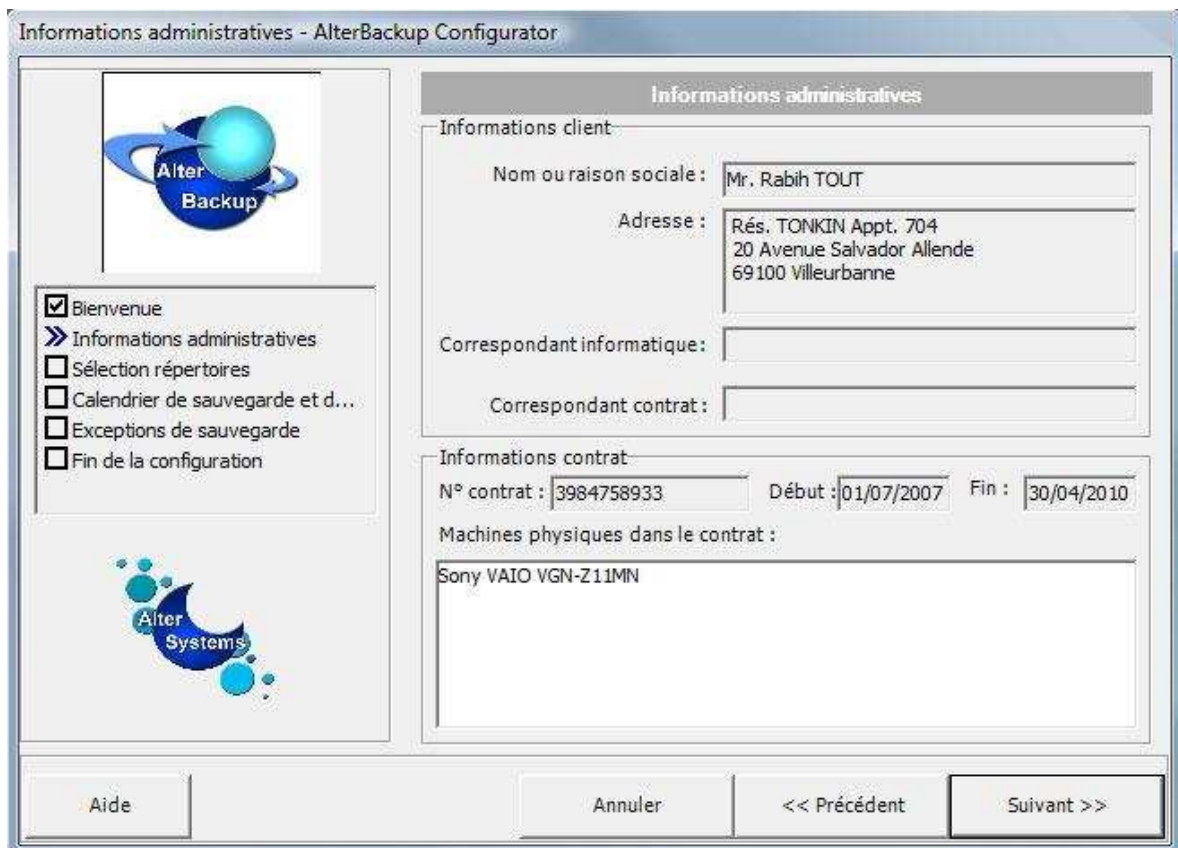 Informations administratives - AlterBackup Configurator
Alter
Backup
Bienvenue
Informations administratives
Sélection répertoires
Calendrier de sauvegarde et d...
Exceptions de sauvegarde
Fin de la configuration
Alter
Systems
Informations administratives
Informations client
Nom ou raison sociale : Mr. Rabih TOUT
Adresse : Rés. TONKIN Appt. 704
20 Avenue Salvador Allende
69100 Villeurbanne
Correspondant informatique :
Correspondant contrat :
Informations contrat
N° contrat : 3984758933 Début : 01/07/2007 Fin : 30/04/2010
Machines physiques dans le contrat :
Sony VAIO VGN-Z11MN
Aide Annuler << Précédent Suivant >>